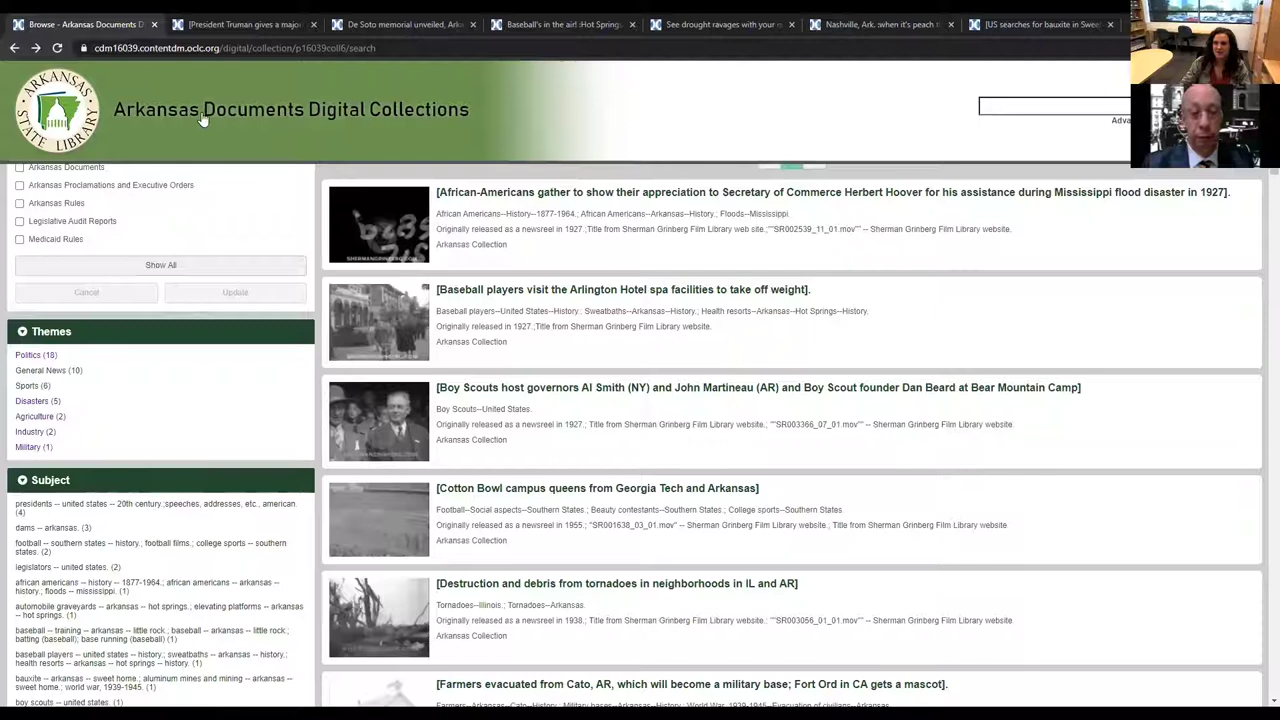 Browse - Arkansas Documents D
[President Truman gives a major
De Soto memorial unveiled, Ark
Baseball's in the air! :Hot Springs
See drought ravages with your
Nashville, Ark. :when it's peach
[US searches for bauxite in Swee
cdm16039.contentdm.oclc.org/digital/collection/p16039coll6/search
ARKANSAS
STATE LIBRARY
Arkansas Documents Digital Collections
Adva
Arkansas Documents
Arkansas Proclamations and Executive Orders
Arkansas Rules
Legislative Audit Reports
Medicaid Rules
Show All
Cancel
Update
Themes
Politics (18)
General News (10)
Sports (6)
Disasters (5)
Agriculture (2)
Industry (2)
Military (1)
Subject
presidents -- united states -- 20th century.;speeches, addresses, etc., american.
(4)
dams -- arkansas. (3)
football -- southern states -- history.; football films.; college sports -- southern
states. (2)
legislators -- united states. (2)
african americans -- history -- 1877-1964.; african americans -- arkansas --
history.; floods -- mississippi. (1)
automobile graveyards -- arkansas -- hot springs.; elevating platforms -- arkansas
-- hot springs. (1)
baseball -- training -- arkansas -- little rock.; baseball -- arkansas -- little rock.;
batting (baseball); base running (baseball) (1)
baseball players -- united states -- history.; sweatbaths -- arkansas -- history.;
health resorts -- arkansas -- hot springs -- history. (1)
bauxite -- arkansas -- sweet home.; aluminum mines and mining -- arkansas --
sweet home.; world war, 1939-1945. (1)
boy scouts -- united states. (1)
[African-Americans gather to show their appreciation to Secretary of Commerce Herbert Hoover for his assistance during Mississippi flood disaster in 1927].
African Americans--History--1877-1964.; African Americans--Arkansas--History.; Floods--Mississippi.
Originally released as a newsreel in 1927.;Title from Sherman Grinberg Film Library web site.;""SR002539_11_01.mov"" -- Sherman Grinberg Film Library website.
Arkansas Collection
[Baseball players visit the Arlington Hotel spa facilities to take off weight].
Baseball players--United States--History.; Sweatbaths--Arkansas--History.; Health resorts--Arkansas--Hot Springs--History.
Originally released in 1927.;Title from Sherman Grinberg Film Library website.
Arkansas Collection
[Boy Scouts host governors Al Smith (NY) and John Martineau (AR) and Boy Scout founder Dan Beard at Bear Mountain Camp]
Boy Scouts--United States.
Originally released as a newsreel in 1927.; Title from Sherman Grinberg Film Library website.; ""SR003366_07_01.mov"" -- Sherman Grinberg Film Library website
Arkansas Collection
[Cotton Bowl campus queens from Georgia Tech and Arkansas]
Football--Social aspects--Southern States.; Beauty contestants--Southern States.; College sports--Southern States.
Originally released as a newsreel in 1955.; "SR001638_03_01.mov" -- Sherman Grinberg Film Library website.; Title from Sherman Grinberg Film Library website
Arkansas Collection
[Destruction and debris from tornadoes in neighborhoods in IL and AR]
Tornadoes--Illinois.; Tornadoes--Arkansas.
Originally released as a newsreel in 1938.; Title from Sherman Grinberg Film Library website.; ""SR003056_01_01.mov"" -- Sherman Grinberg Film Library website
Arkansas Collection
[Farmers evacuated from Cato, AR, which will become a military base; Fort Ord in CA gets a mascot].
Farmers--Arkansas--Cato--History.; Military bases--Arkansas--History.; World War, 1939-1945--Evacuation of civilians--Arkansas.